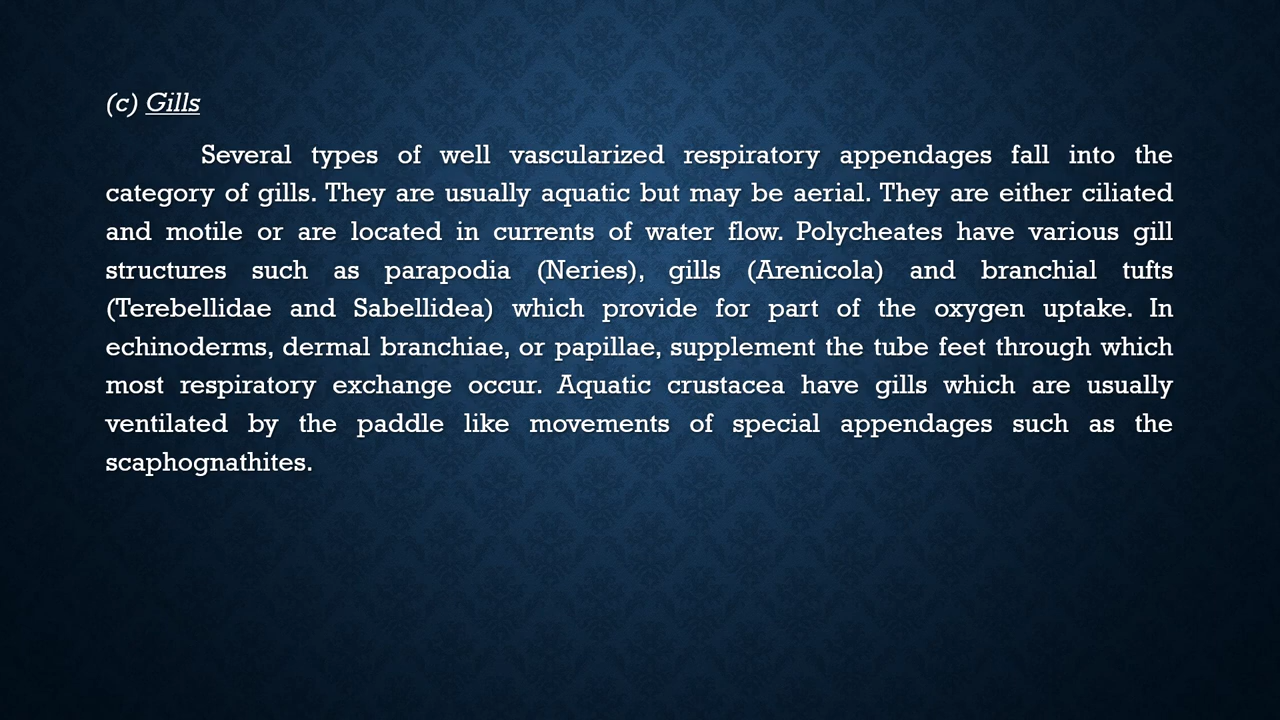 (c) Gills
Several types of well vascularized respiratory appendages fall into the
category of gills. They are usually aquatic but may be aerial. They are either ciliated
and motile or are located in currents of water flow. Polycheates have various gill
structures such as parapodia (Neries), gills (Arenicola) and branchial tufts
(Terebellidae and Sabellidea) which provide for part of the oxygen uptake. In
echinoderms, dermal branchiae, or papillae, supplement the tube feet through which
most respiratory exchange occur. Aquatic crustacea have gills which are usually
ventilated by the paddle like movements of special appendages such as the
scaphognathites.